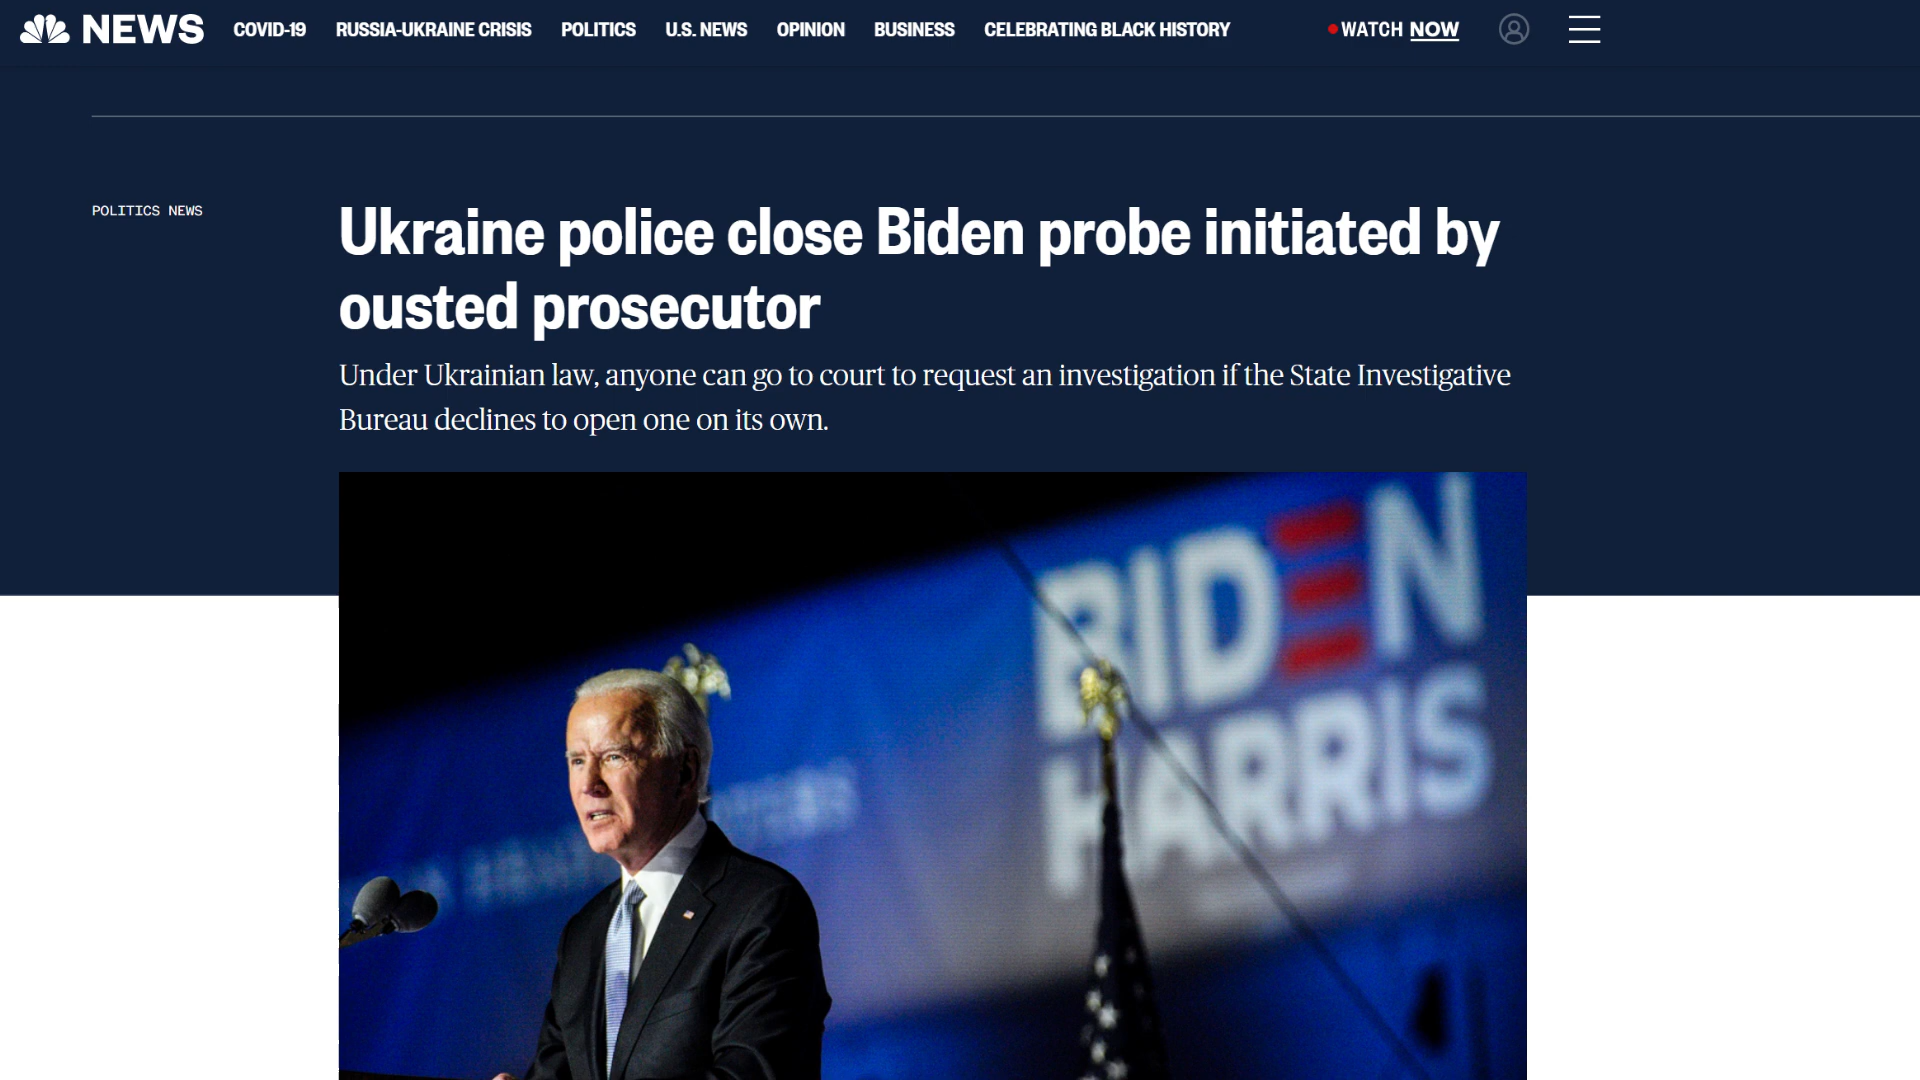 NEWS COVID-19 RUSSIA-UKRAINE CRISIS POLITICS U.S. NEWS OPINION BUSINESS CELEBRATING BLACK HISTORY WATCH NOW
POLITICS NEWS
Ukraine police close Biden probe initiated by
ousted prosecutor
Under Ukrainian law, anyone can go to court to request an investigation if the State Investigative
Bureau declines to open one on its own.
BIDEN
HARRIS